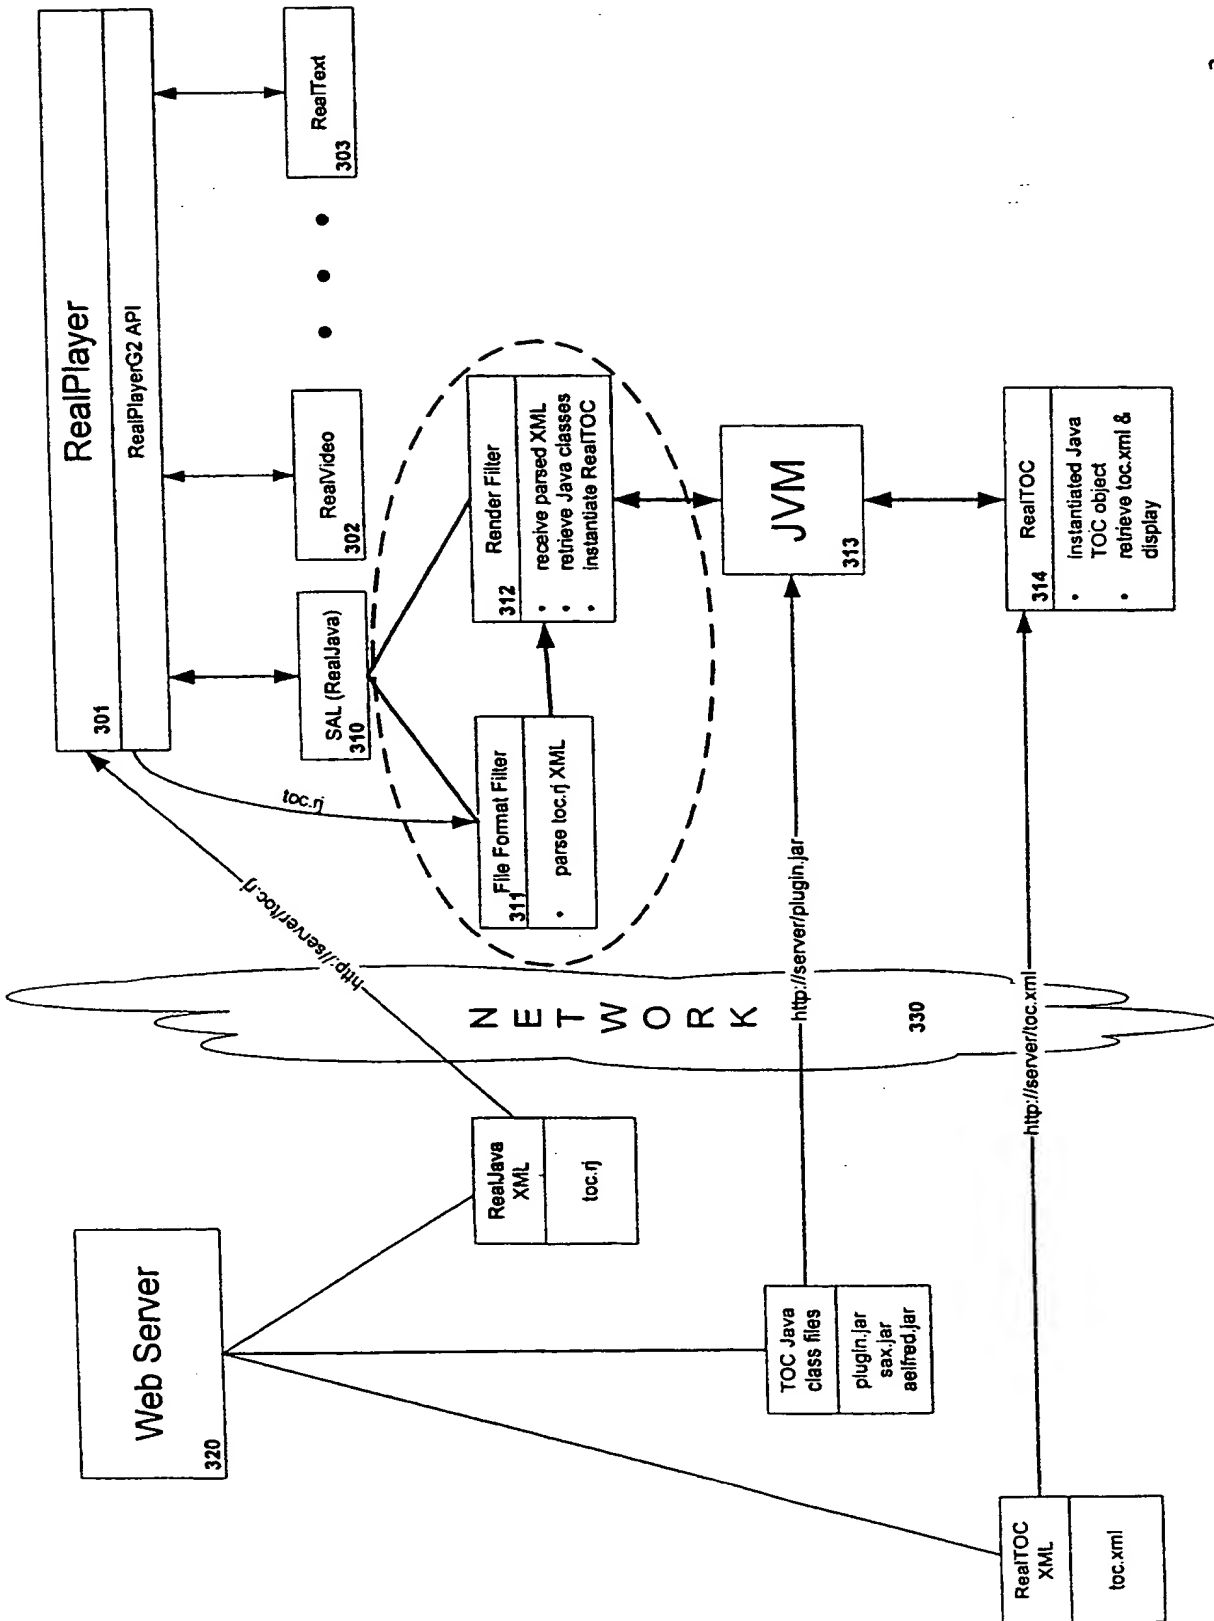 Web Server
320
RealPlayer
301
RealPlayerG2 API
SAL (RealJava)
310
RealVideo
302
RealText
303
http://server/toc.rj
toc.rj
RealJava
XML
toc.rj
NETWORK
330
File Format Filter
311
• parse toc.rj XML
Render Filter
312
• receive parsed XML
• retrieve Java classes
• instantiate RealTOC
TOC Java
class files
plugin.jar
sax.jar
aelfred.jar
http://server/plugin.jar
JVM
313
RealTOC
XML
toc.xml
http://server/toc.xml
RealTOC
314
• instantiated Java
TOC object
• retrieve toc.xml &
display